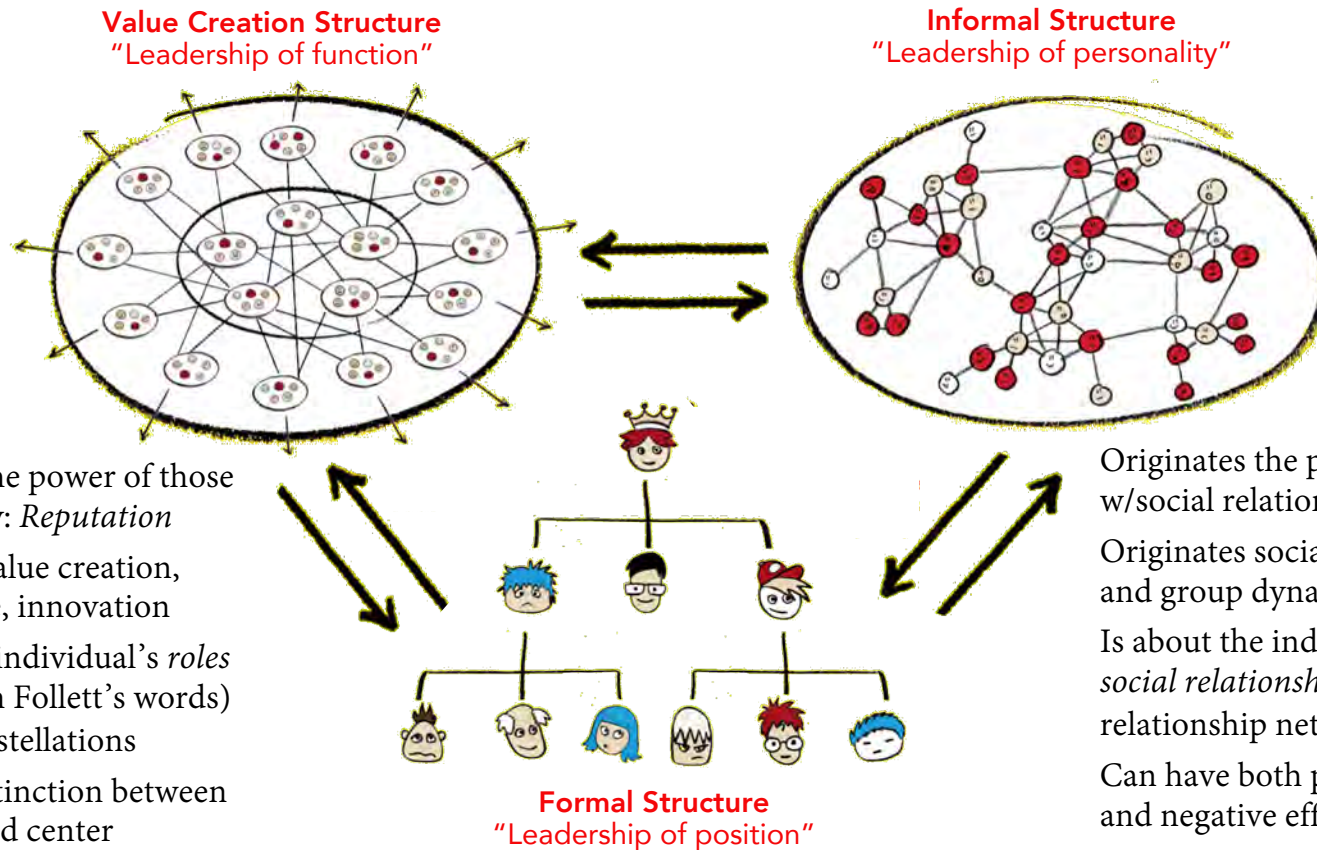 Value Creation Structure
“Leadership of function”
Informal Structure
“Leadership of personality”
ne power of those
: Reputation
alue creation,
, innovation
individual’s roles
Follett’s words)
stellations
tinction between
d center
Originates the p
w/social relation
Originates socia
and group dyna
Is about the ind
social relationsh
relationship net
Can have both p
and negative eff
Formal Structure
“Leadership of position”